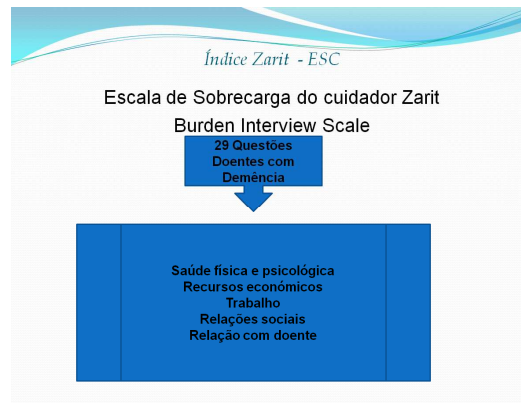 Índice Zarit - ESC
Escala de Sobrecarga do cuidador Zarit
Burden Interview Scale
29 Questões
Doentes com
Demência
Saúde física e psicológica
Recursos económicos
Trabalho
Relações sociais
Relação com doente